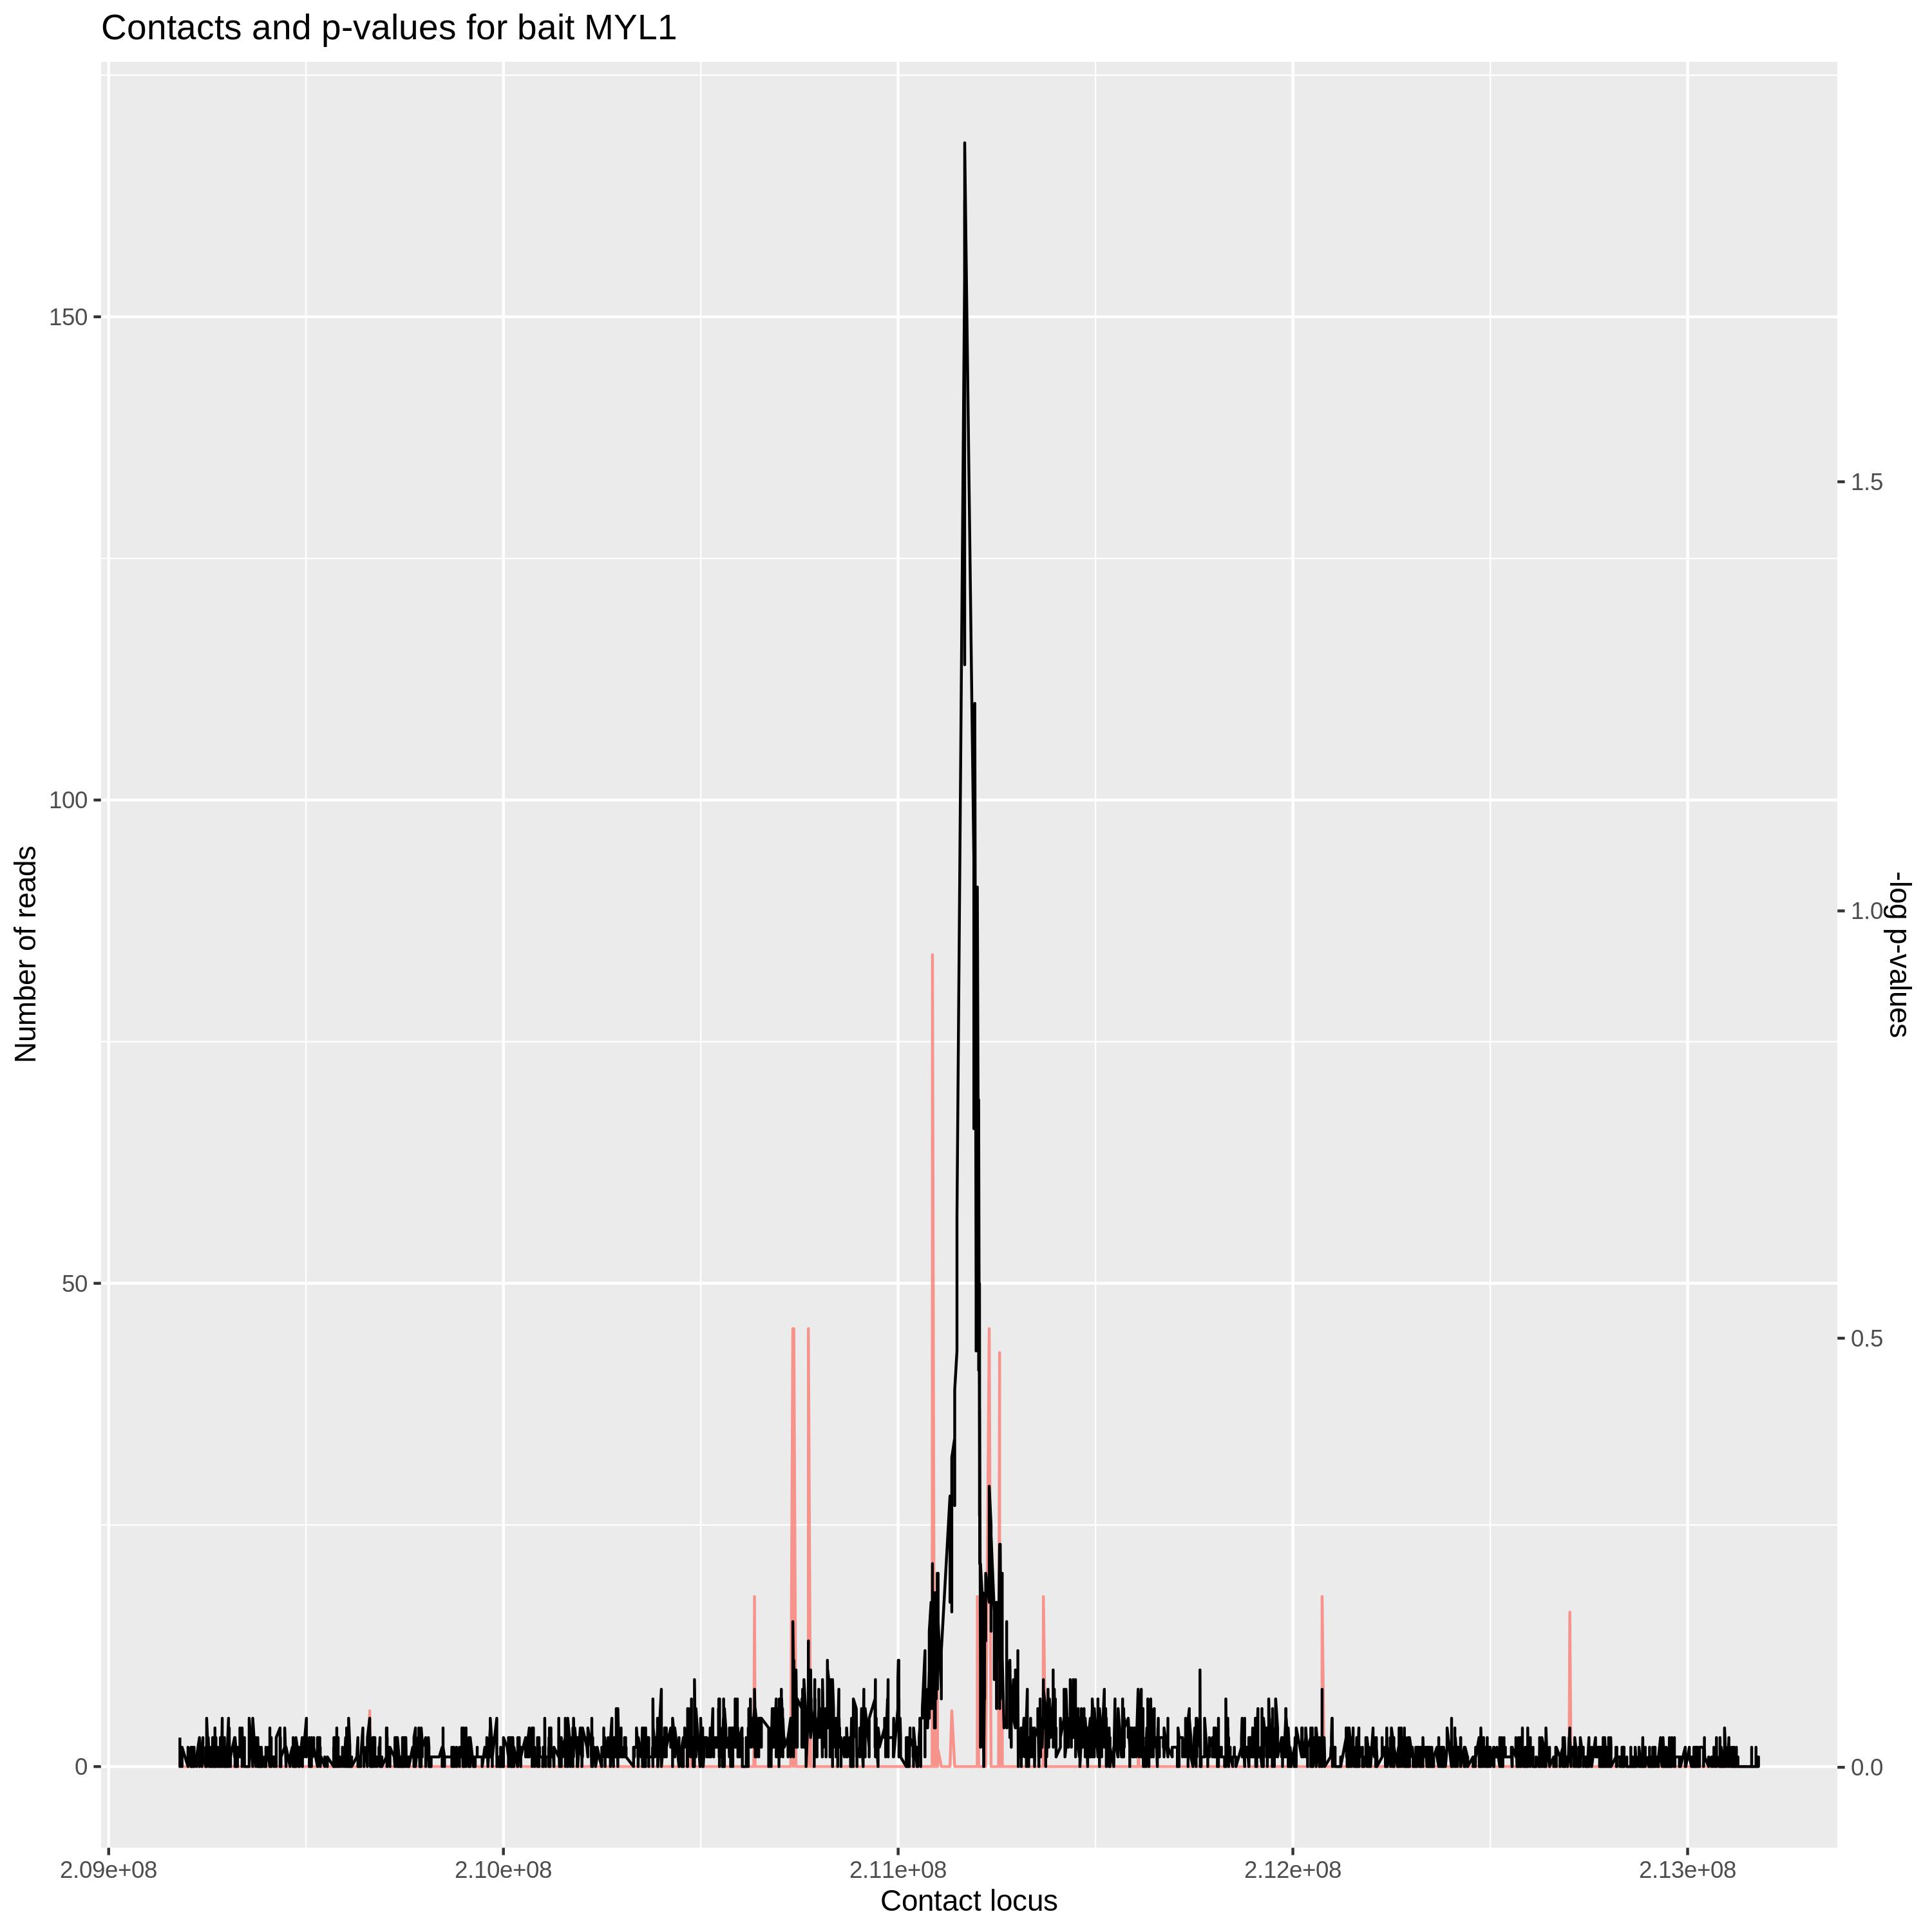 Contacts and p-values for bait MYL1
150
100
50
0
Number of reads
1.5
1.0
0.5
0.0
-log p-values
2.09e+08
2.10e+08
2.11e+08
2.12e+08
2.13e+08
Contact locus